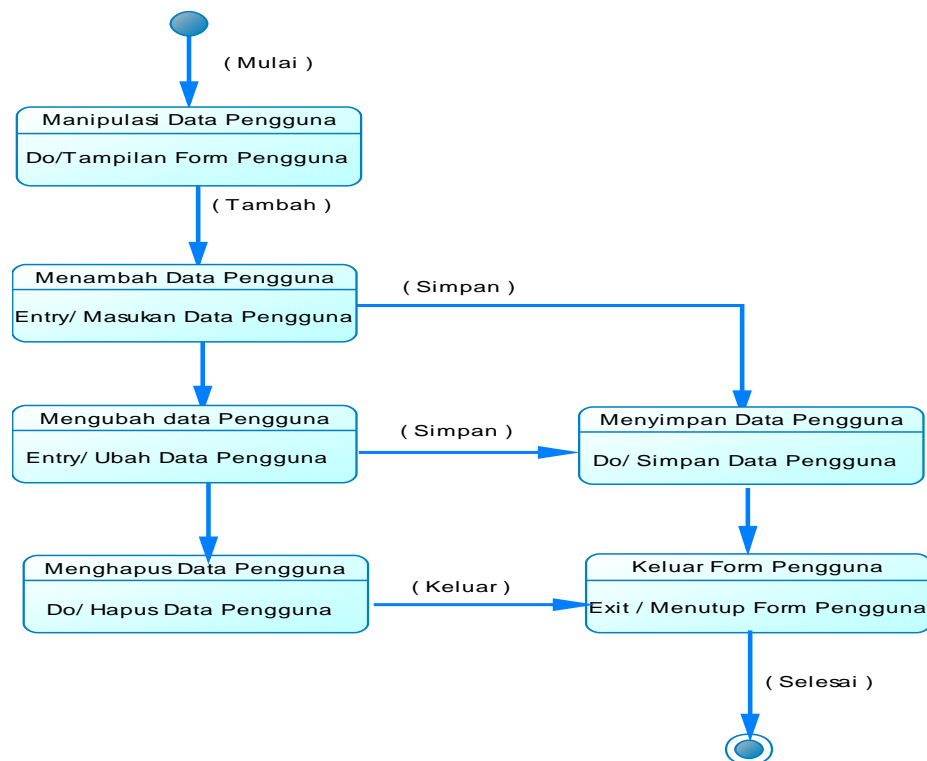 ( Mulai )
Manipulasi Data Pengguna
Do/Tampilan Form Pengguna
( Tambah )
Menambah Data Pengguna
Entry/ Masukan Data Pengguna
( Simpan )
Mengubah data Pengguna
Entry/ Ubah Data Pengguna
( Simpan )
Menyimpan Data Pengguna
Do/ Simpan Data Pengguna
Menghapus Data Pengguna
Do/ Hapus Data Pengguna
( Keluar )
Keluar Form Pengguna
Exit / Menutup Form Pengguna
( Selesai )